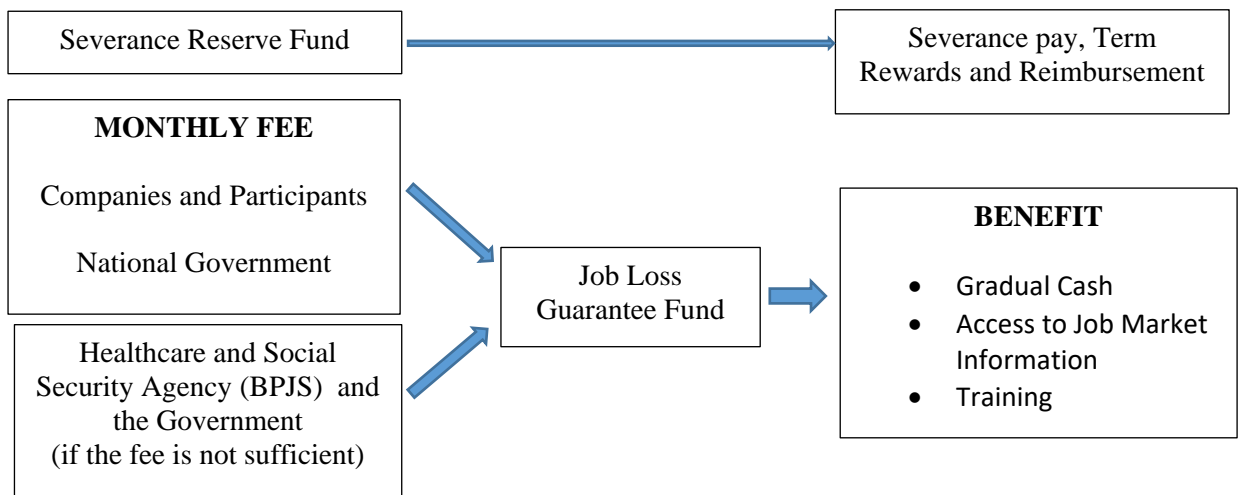 Severance Reserve Fund
Severance pay, Term
Rewards and Reimbursement
MONTHLY FEE
Companies and Participants
National Government
Healthcare and Social
Security Agency (BPJS) and
the Government
(if the fee is not sufficient)
Job Loss
Guarantee Fund
BENEFIT
• Gradual Cash
• Access to Job Market
Information
• Training